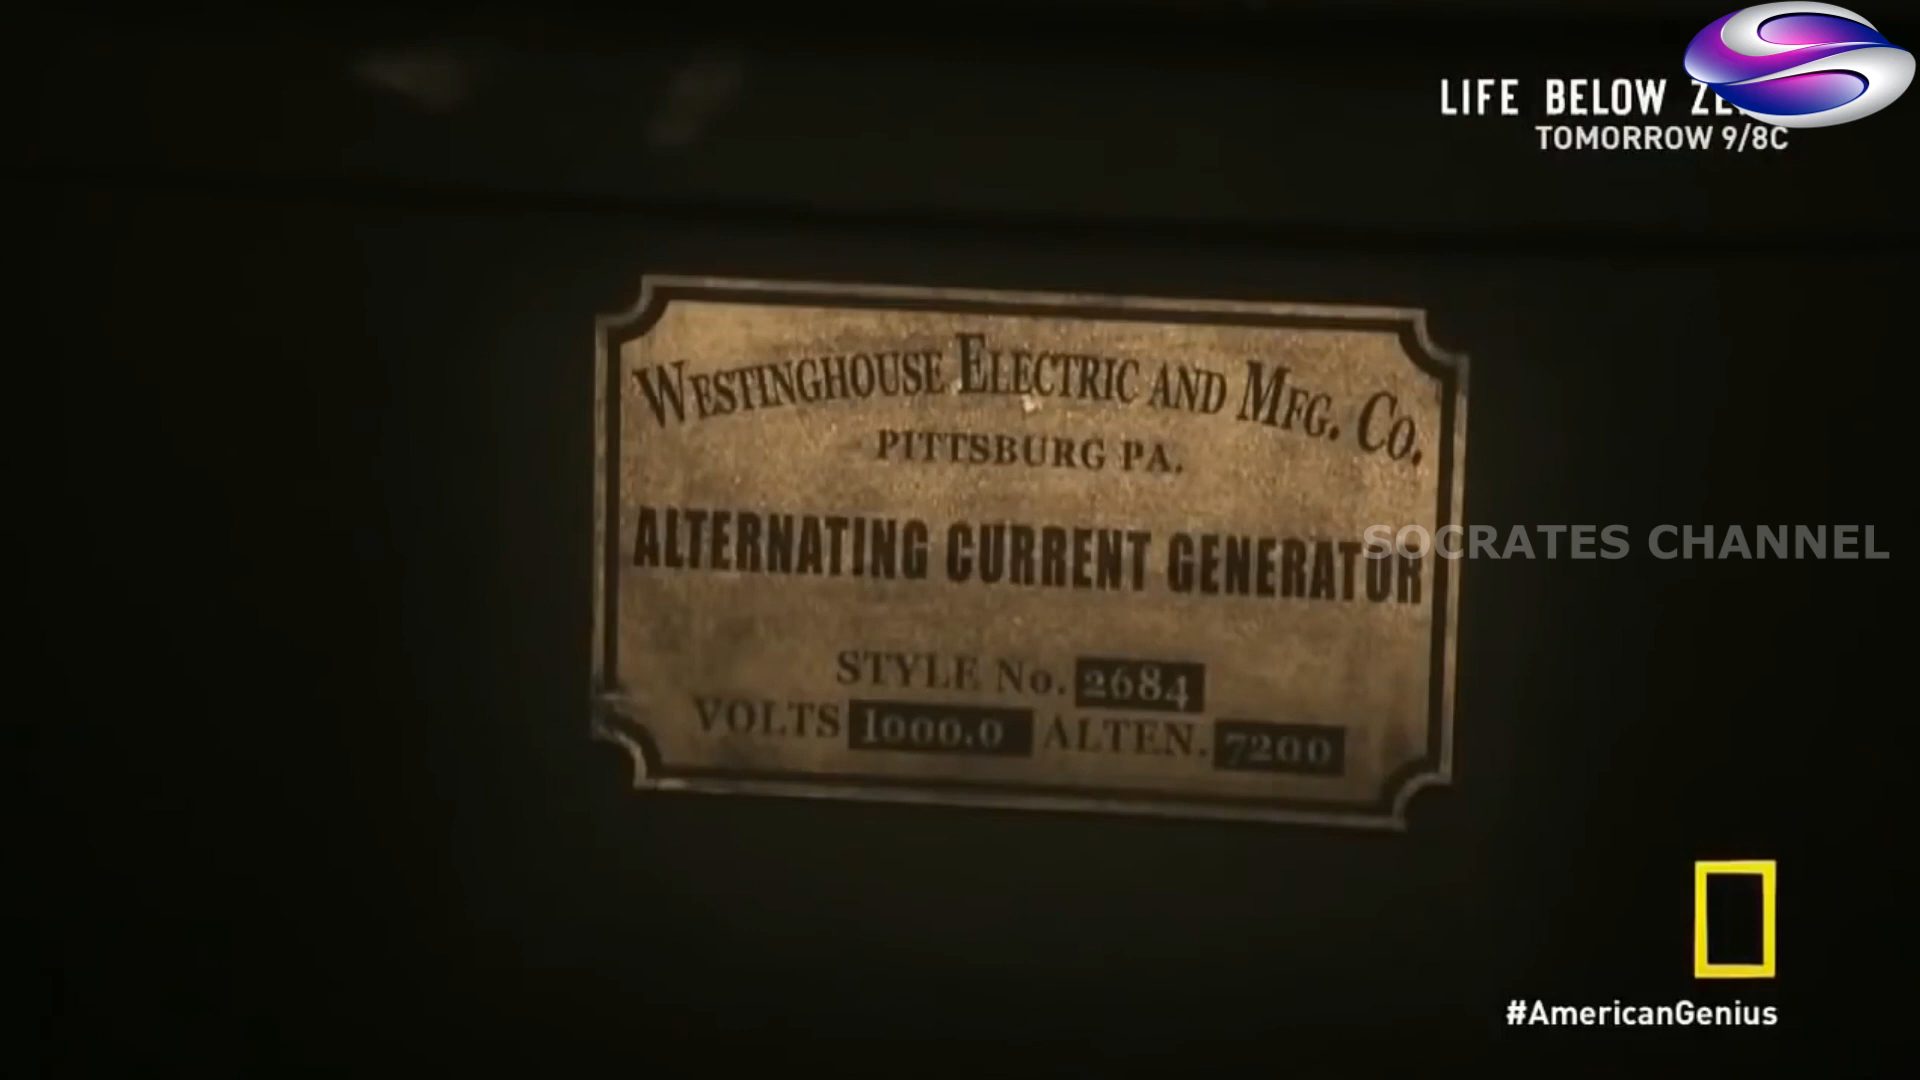 LIFE BELOW
TOMORROW 9/8C
WESTINGHOUSE ELECTRIC AND MFG. CO.
PITTSBURG PA.
ALTERNATING CURRENT GENERATOR
SOCRATES CHANNEL
STYLE No. 2684
VOLTS 1000.0 ALTEN. 7200
#AmericanGenius